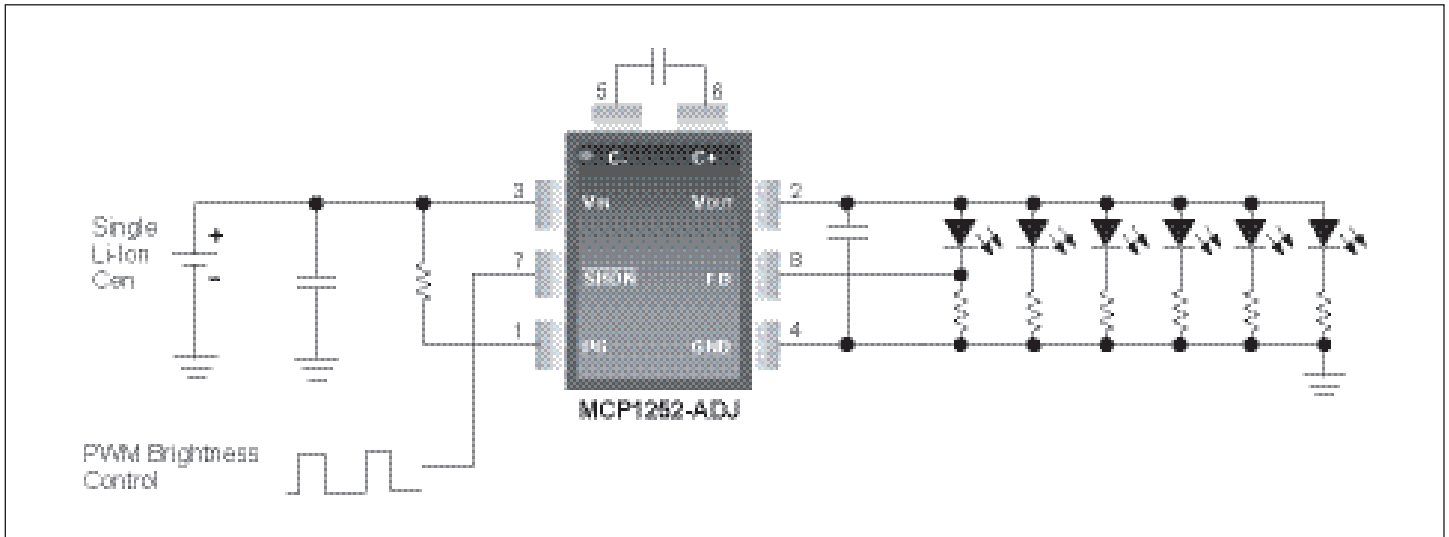 5 6
C- C+
3 VIN VOUT 2
Single
Li-Ion
Cell
+
-
7 SHDN FB 8
1 PG GND 4
MCP1252-ADJ
PWM Brightness
Control